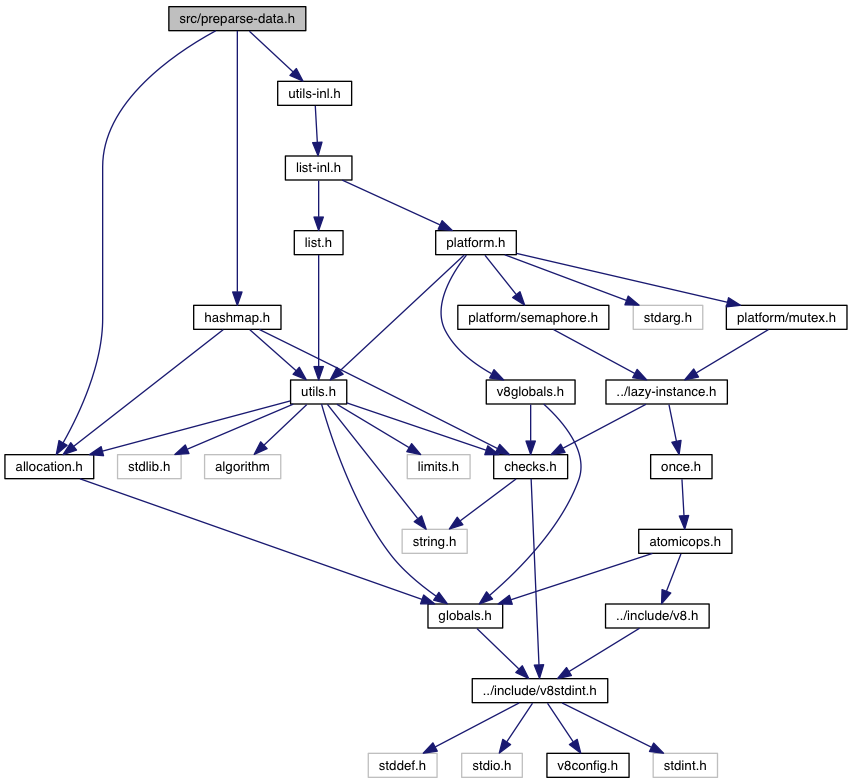 src/preparse-data.h
utils-inl.h
list-inl.h
list.h
platform.h
hashmap.h
platform/semaphore.h
stdarg.h
platform/mutex.h
utils.h
v8globals.h
../lazy-instance.h
allocation.h
stdlib.h
algorithm
limits.h
checks.h
once.h
string.h
atomicops.h
globals.h
../include/v8.h
../include/v8stdint.h
stddef.h
stdio.h
v8config.h
stdint.h